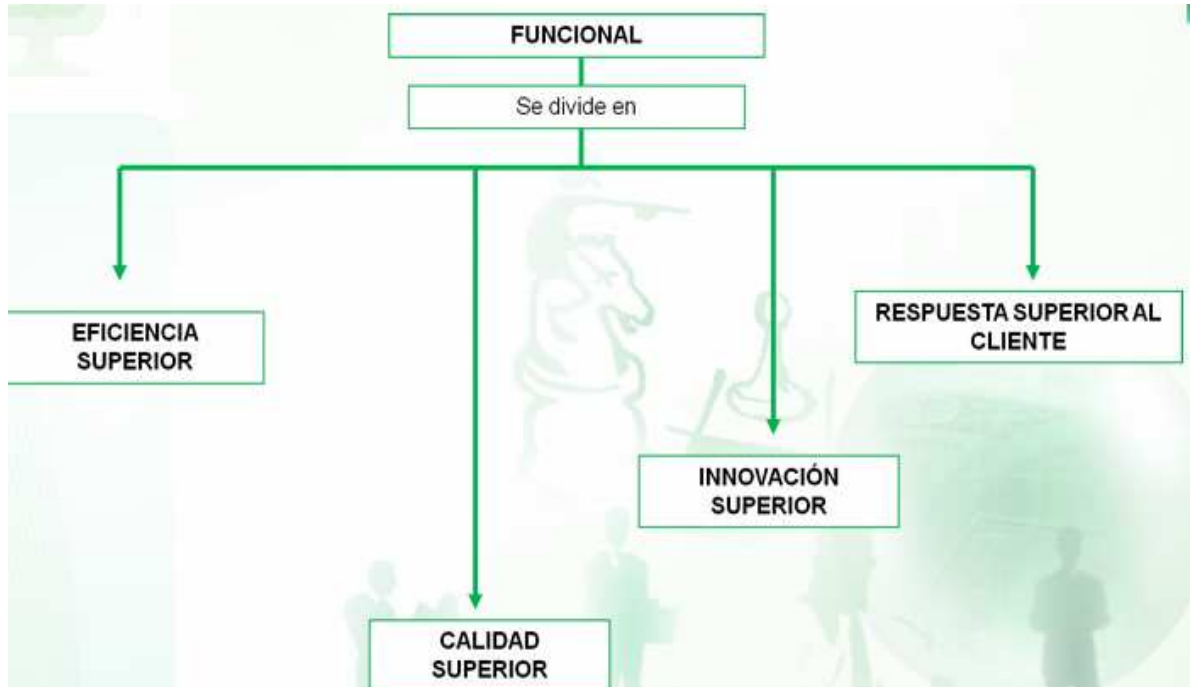 FUNCIONAL
Se divide en
EFICIENCIA
SUPERIOR
RESPUESTA SUPERIOR AL
CLIENTE
INNOVACIÓN
SUPERIOR
CALIDAD
SUPERIOR